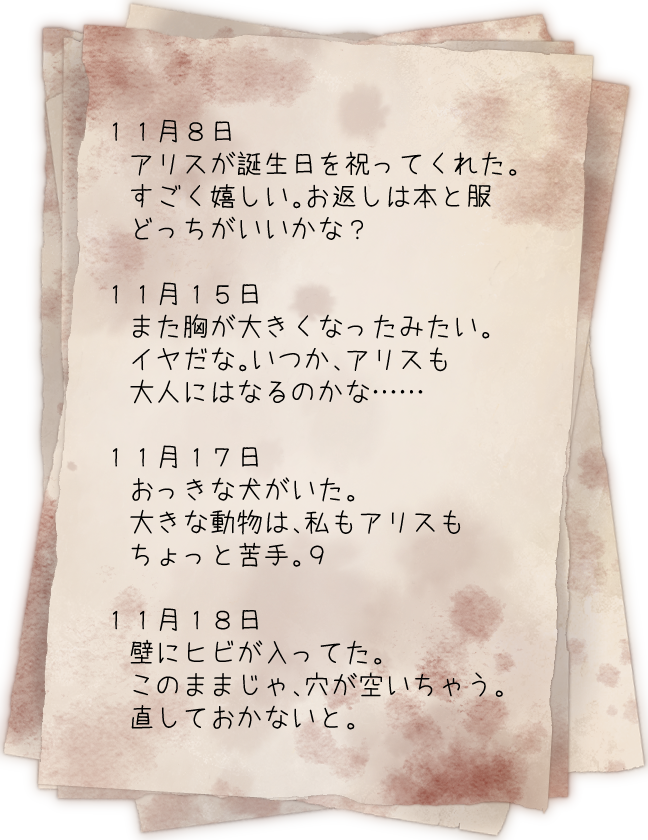 11月8日
アリスが誕生日を祝ってくれた。
すごく嬉しい。お返しは本と服
どっちがいいかな？
11月15日
また胸が大きくなったみたい。
イヤだな。いつか、アリスも
大人にはなるのかな……
11月17日
おっきな犬がいた。
大きな動物は、私もアリスも
ちょっと苦手。9
11月18日
壁にヒビが入ってた。
このままじゃ、穴が空いちゃう。
直しておかないと。